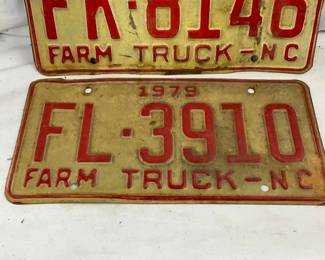 FK-8146
FARM TRUCK-NC
1979
FL-3910
FARM TRUCK-NC